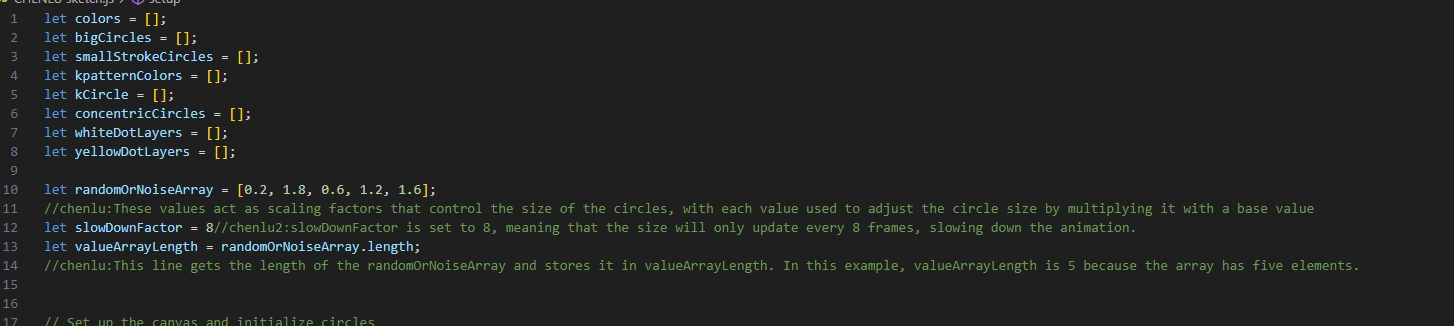 setup
1 let colors = [];
2 let bigCircles = [];
3 let smallStrokeCircles = [];
4 let kpatternColors = [];
5 let kCircle = [];
6 let concentricCircles = [];
7 let whiteDotLayers = [];
8 let yellowDotLayers = [];
9
10 let randomOrNoiseArray = [0.2, 1.8, 0.6, 1.2, 1.6];
11 //chenlu:These values act as scaling factors that control the size of the circles, with each value used to adjust the circle size by multiplying it with a base value
12 let slowDownFactor = 8//chenlu2:slowDownFactor is set to 8, meaning that the size will only update every 8 frames, slowing down the animation.
13 let valueArrayLength = randomOrNoiseArray.length;
14 //chenlu:This line gets the length of the randomOrNoiseArray and stores it in valueArrayLength. In this example, valueArrayLength is 5 because the array has five elements.
15
16
17 // Set up the canvas and initialize circles